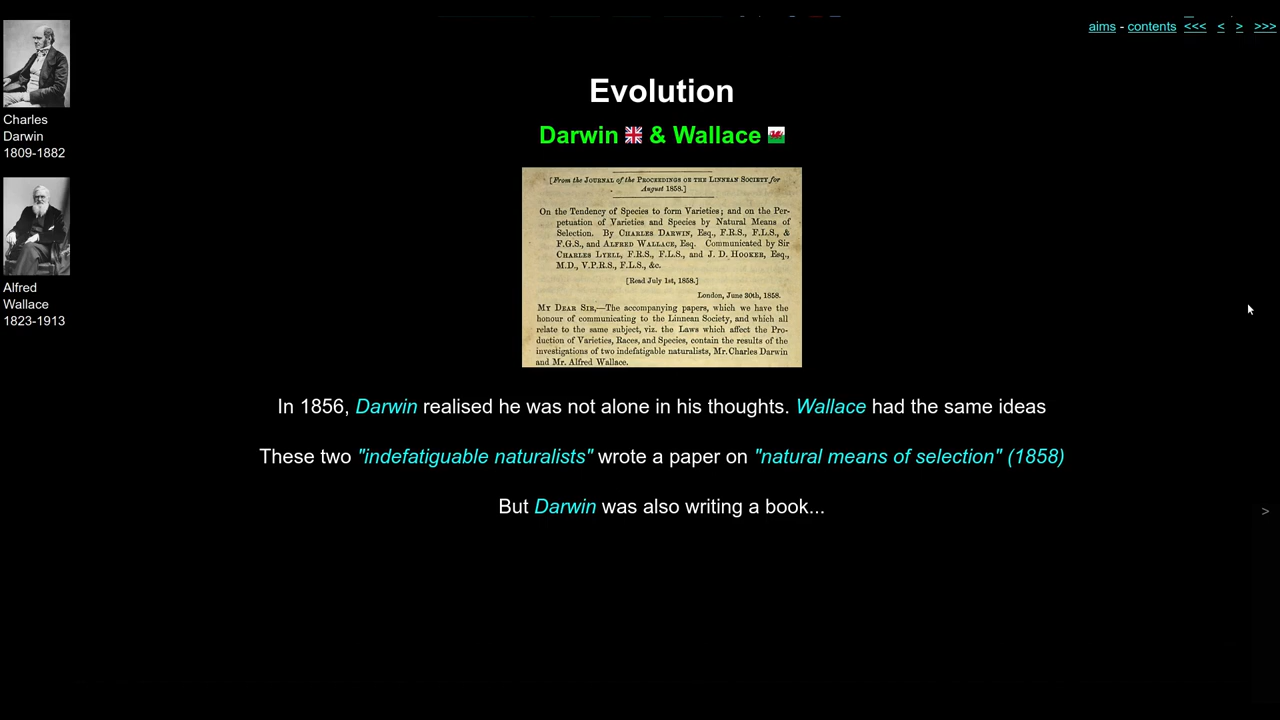 aims - contents <<< < > >>>
Charles
Darwin
1809-1882
Alfred
Wallace
1823-1913
Evolution
Darwin & Wallace
[From the JOURNAL of the PROCEEDINGS OF THE LINNEAN SOCIETY for
August 1858.]
On the Tendency of Species to form Varieties; and on the Per-
petuation of Varieties and Species by Natural Means of
Selection. By CHARLES DARWIN, Esq., F.R.S., F.L.S., &
F.G.S., and ALFRED WALLACE, Esq. Communicated by Sir
CHARLES LYELL, F.R.S., F.L.S., and J. D. HOOKER, Esq.,
M.D., V.P.R.S., F.L.S., &c.
[Read July 1st, 1858.]
London, June 30th, 1858.
MY DEAR SIR,—The accompanying papers, which we have the
honour of communicating to the Linnean Society, and which all
relate to the same subject, viz. the Laws which affect the Pro-
duction of Varieties, Races, and Species, contain the results of the
investigations of two indefatigable naturalists, Mr. Charles Darwin
and Mr. Alfred Wallace.
In 1856, Darwin realised he was not alone in his thoughts. Wallace had the same ideas
These two "indefatiguable naturalists" wrote a paper on "natural means of selection" (1858)
But Darwin was also writing a book...
>